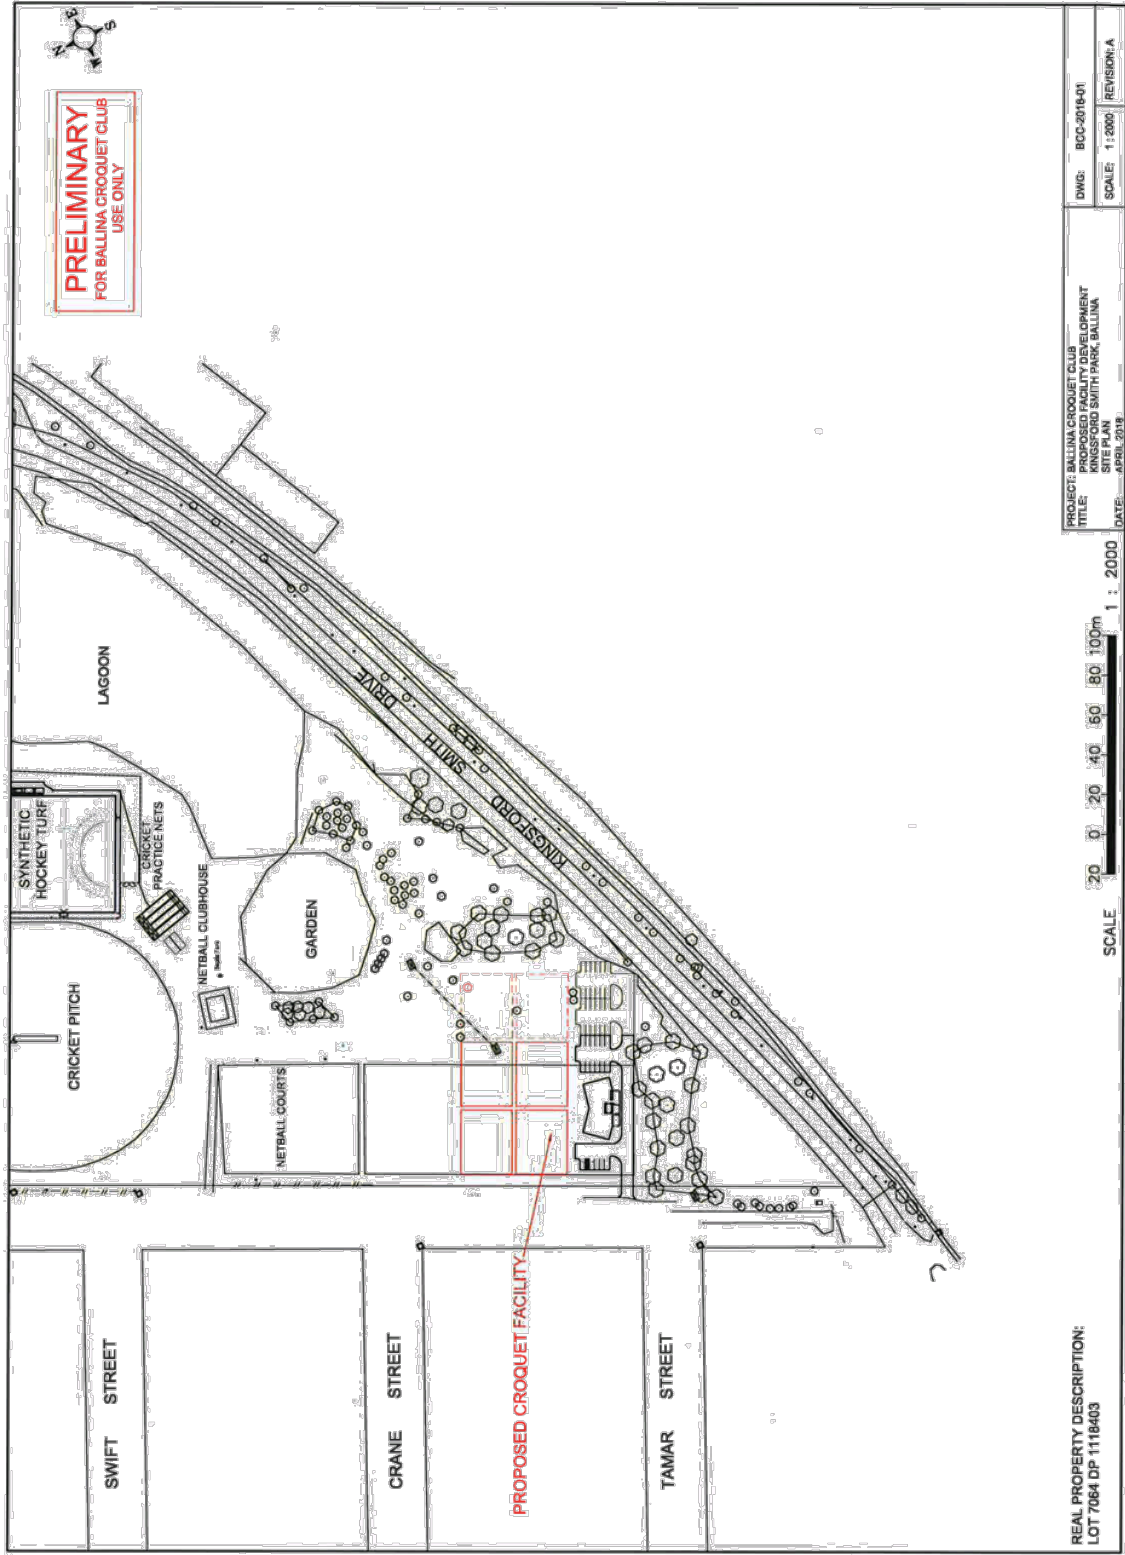 N
E
S
W
PRELIMINARY
FOR BALLINA CROQUET CLUB
USE ONLY
SYNTHETIC
HOCKEY TURF
CRICKET
PRACTICE NETS
LAGOON
NETBALL CLUBHOUSE
CRICKET PITCH
GARDEN
NETBALL COURTS
KINGSFORD SMITH DRIVE
SWIFT STREET
CRANE STREET
TAMAR STREET
PROPOSED CROQUET FACILITY
REAL PROPERTY DESCRIPTION:
LOT 7064 DP 1118403
SCALE
20 0 20 40 60 80 100m
1 : 2000
PROJECT: BALLINA CROQUET CLUB
TITLE: PROPOSED FACILITY DEVELOPMENT
KINGSFORD SMITH PARK, BALLINA
SITE PLAN
DATE: APRIL 2018
DWG: BCC-2018-01
SCALE: 1 : 2000
REVISION: A